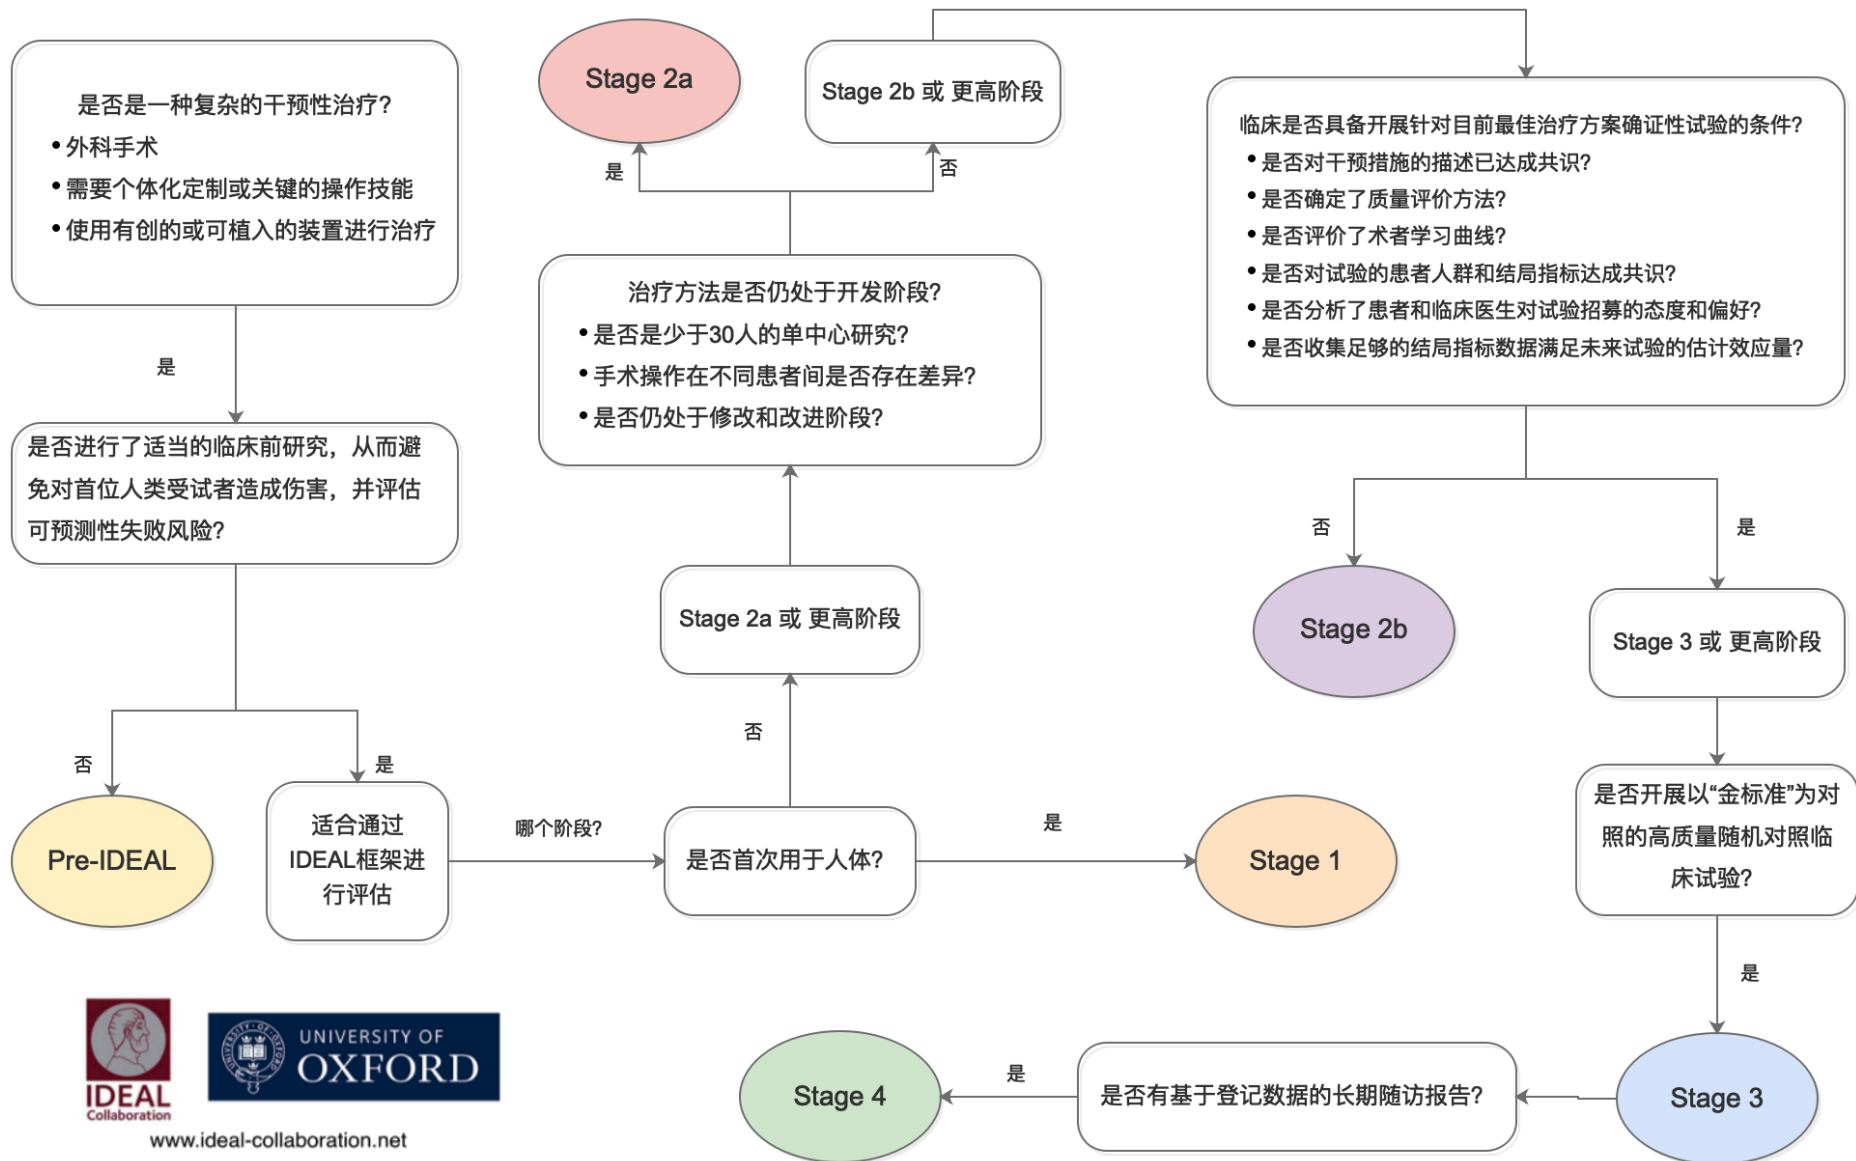 是否是一种复杂的干预性治疗?
• 外科手术
• 需要个体化定制或关键的操作技能
• 使用有创的或可植入的装置进行治疗
是
是否进行了适当的临床前研究，从而避
免对首位人类受试者造成伤害，并评估
可预测性失败风险?
否
是
Pre-IDEAL
适合通过
IDEAL框架进
行评估
哪个阶段?
是否首次用于人体?
是
Stage 1
否
Stage 2a 或 更高阶段
治疗方法是否仍处于开发阶段?
• 是否是少于30人的单中心研究?
• 手术操作在不同患者间是否存在差异?
• 是否仍处于修改和改进阶段?
是
否
Stage 2a
Stage 2b 或 更高阶段
临床是否具备开展针对目前最佳治疗方案确证性试验的条件?
• 是否对干预措施的描述已达成共识?
• 是否确定了质量评价方法?
• 是否评价了术者学习曲线?
• 是否对试验的患者人群和结局指标达成共识?
• 是否分析了患者和临床医生对试验招募的态度和偏好?
• 是否收集足够的结局指标数据满足未来试验的估计效应量?
否
是
Stage 2b
Stage 3 或 更高阶段
是否开展以“金标准”为对
照的高质量随机对照临
床试验?
是
Stage 3
是否有基于登记数据的长期随访报告?
是
Stage 4
IDEAL
Collaboration
UNIVERSITY OF
OXFORD
www.ideal-collaboration.net